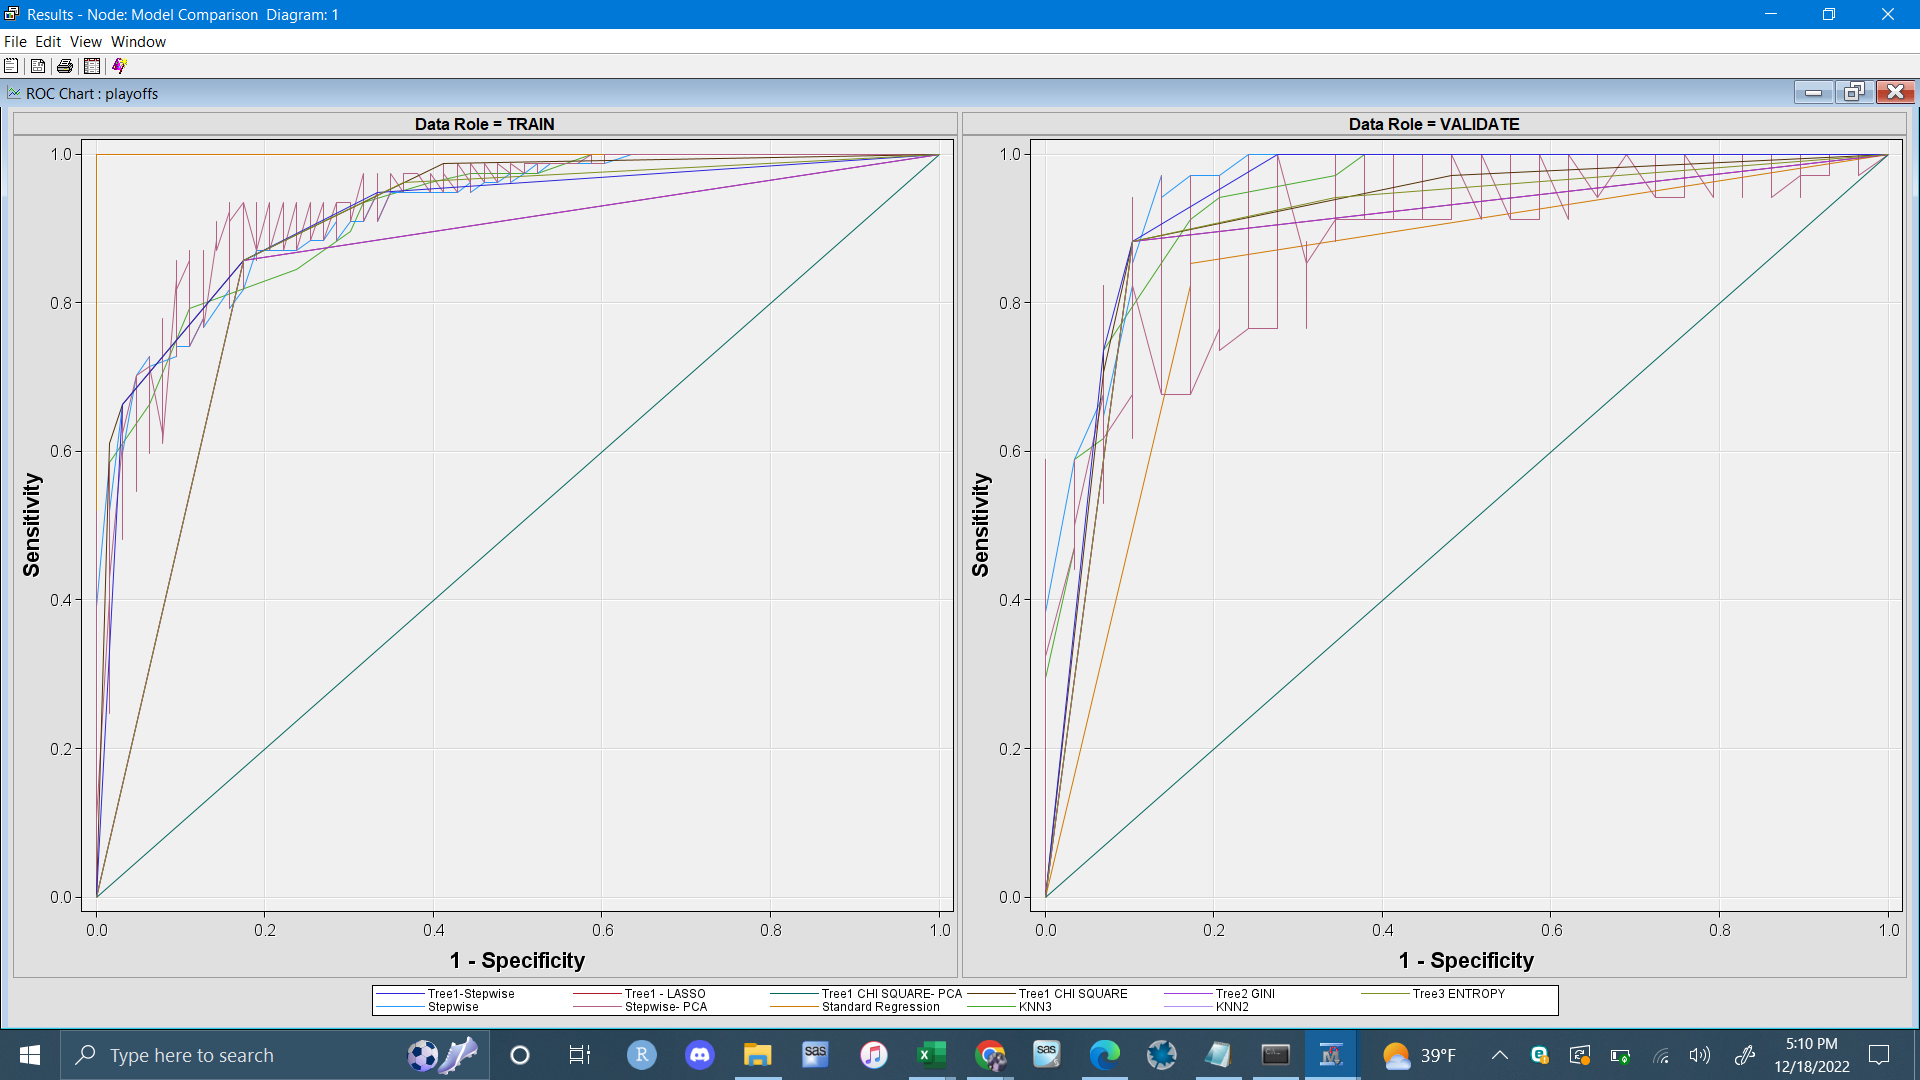 Results - Node: Model Comparison Diagram: 1
File Edit View Window
ROC Chart : playoffs
Data Role = TRAIN
1.0
0.8
0.6
0.4
0.2
0.0
Sensitivity
0.0 0.2 0.4 0.6 0.8 1.0
1 - Specificity
Data Role = VALIDATE
1.0
0.8
0.6
0.4
0.2
0.0
Sensitivity
0.0 0.2 0.4 0.6 0.8 1.0
1 - Specificity
Tree1-Stepwise Tree1 - LASSO Tree1 CHI SQUARE- PCA Tree1 CHI SQUARE Tree2 GINI Tree3 ENTROPY
Stepwise Stepwise- PCA Standard Regression KNN3 KNN2
Type here to search
R
sas
sas
39°F
5:10 PM
12/18/2022